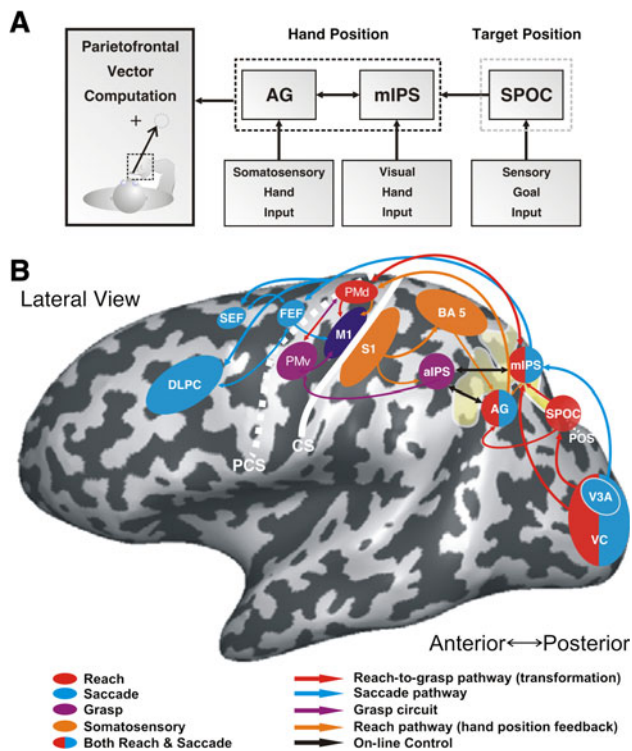 A
Hand Position
Target Position
Parietofrontal
Vector
Computation
+
AG
mIPS
SPOC
Somatosensory
Hand
Input
Visual
Hand
Input
Sensory
Goal
Input
B
Lateral View
SEF
FEF
PMd
M1
BA 5
PMv
S1
DLPC
aIPS
mIPS
AG
SPOC
POS
CS
PCS
V3A
VC
Anterior↔Posterior
Reach
Saccade
Grasp
Somatosensory
Both Reach & Saccade
Reach-to-grasp pathway (transformation)
Saccade pathway
Grasp circuit
Reach pathway (hand position feedback)
On-line Control